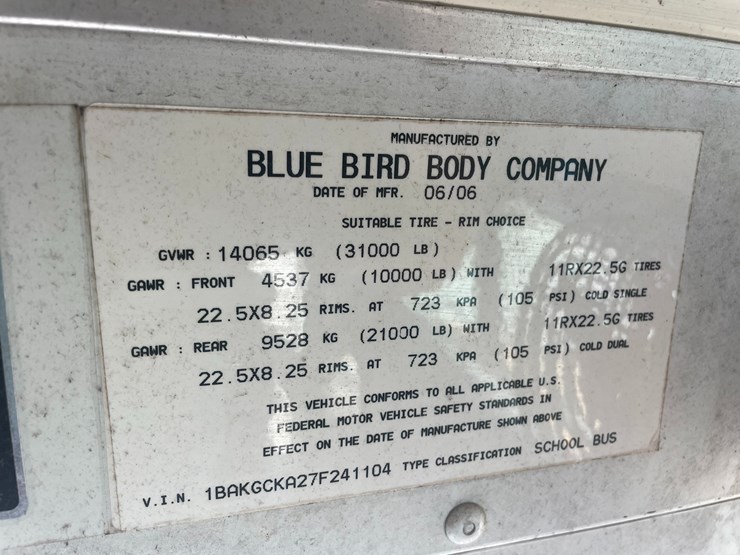 MANUFACTURED BY
BLUE BIRD BODY COMPANY
DATE OF MFR. 06/06
SUITABLE TIRE - RIM CHOICE
GVWR : 14065 KG (31000 LB)
GAWR : FRONT 4537 KG (10000 LB) WITH 11RX22.5G TIRES
22.5X8.25 RIMS. AT 723 KPA (105 PSI) COLD SINGLE
GAWR : REAR 9528 KG (21000 LB) WITH 11RX22.5G TIRES
22.5X8.25 RIMS. AT 723 KPA (105 PSI) COLD DUAL
THIS VEHICLE CONFORMS TO ALL APPLICABLE U.S.
FEDERAL MOTOR VEHICLE SAFETY STANDARDS IN
EFFECT ON THE DATE OF MANUFACTURE SHOWN ABOVE
V.I.N. 1BAKGCKA27F241104 TYPE CLASSIFICATION SCHOOL BUS